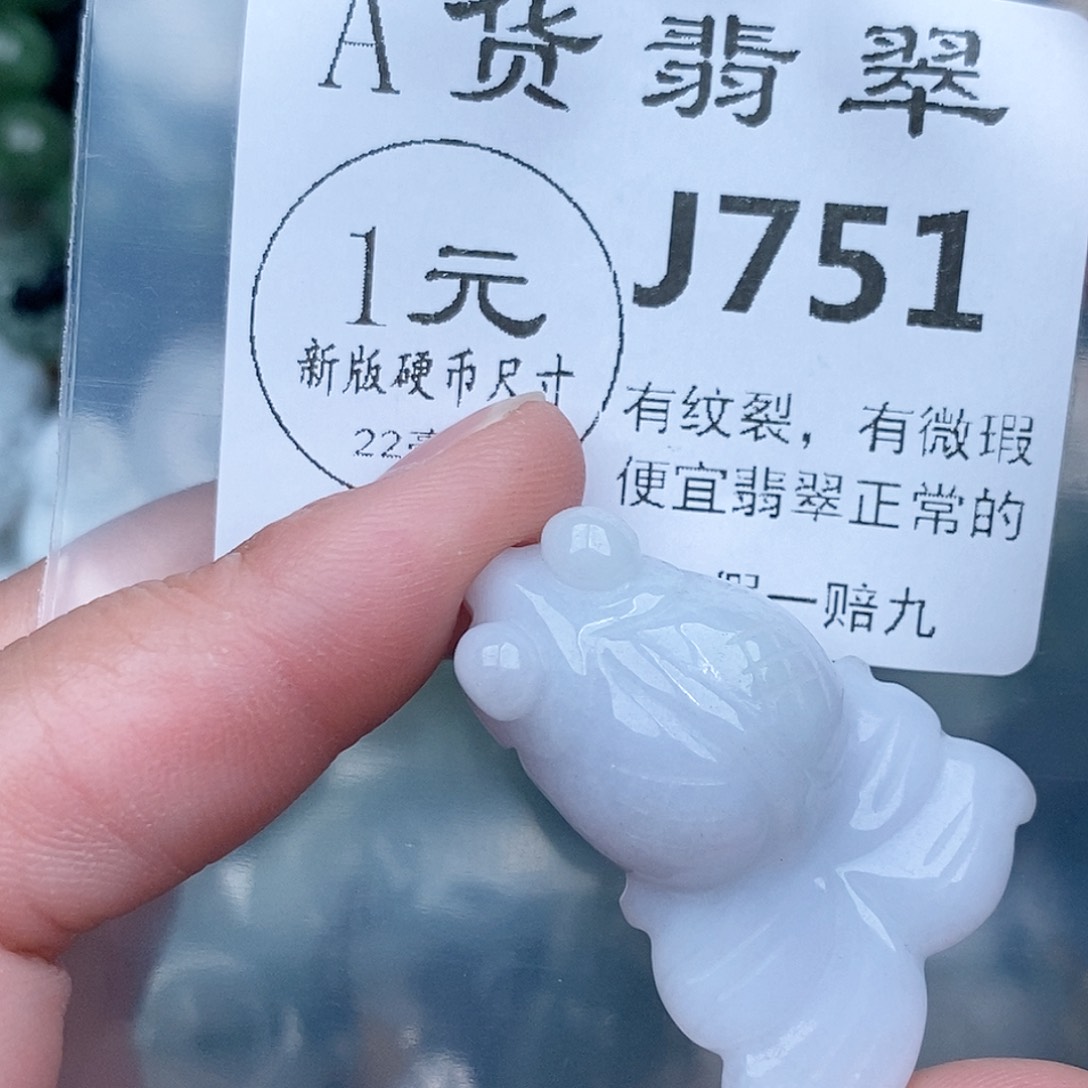 A货翡翠
1元
J751
新版硬币尺寸
22
有纹裂，有微瑕
便宜翡翠正常的
一赔九